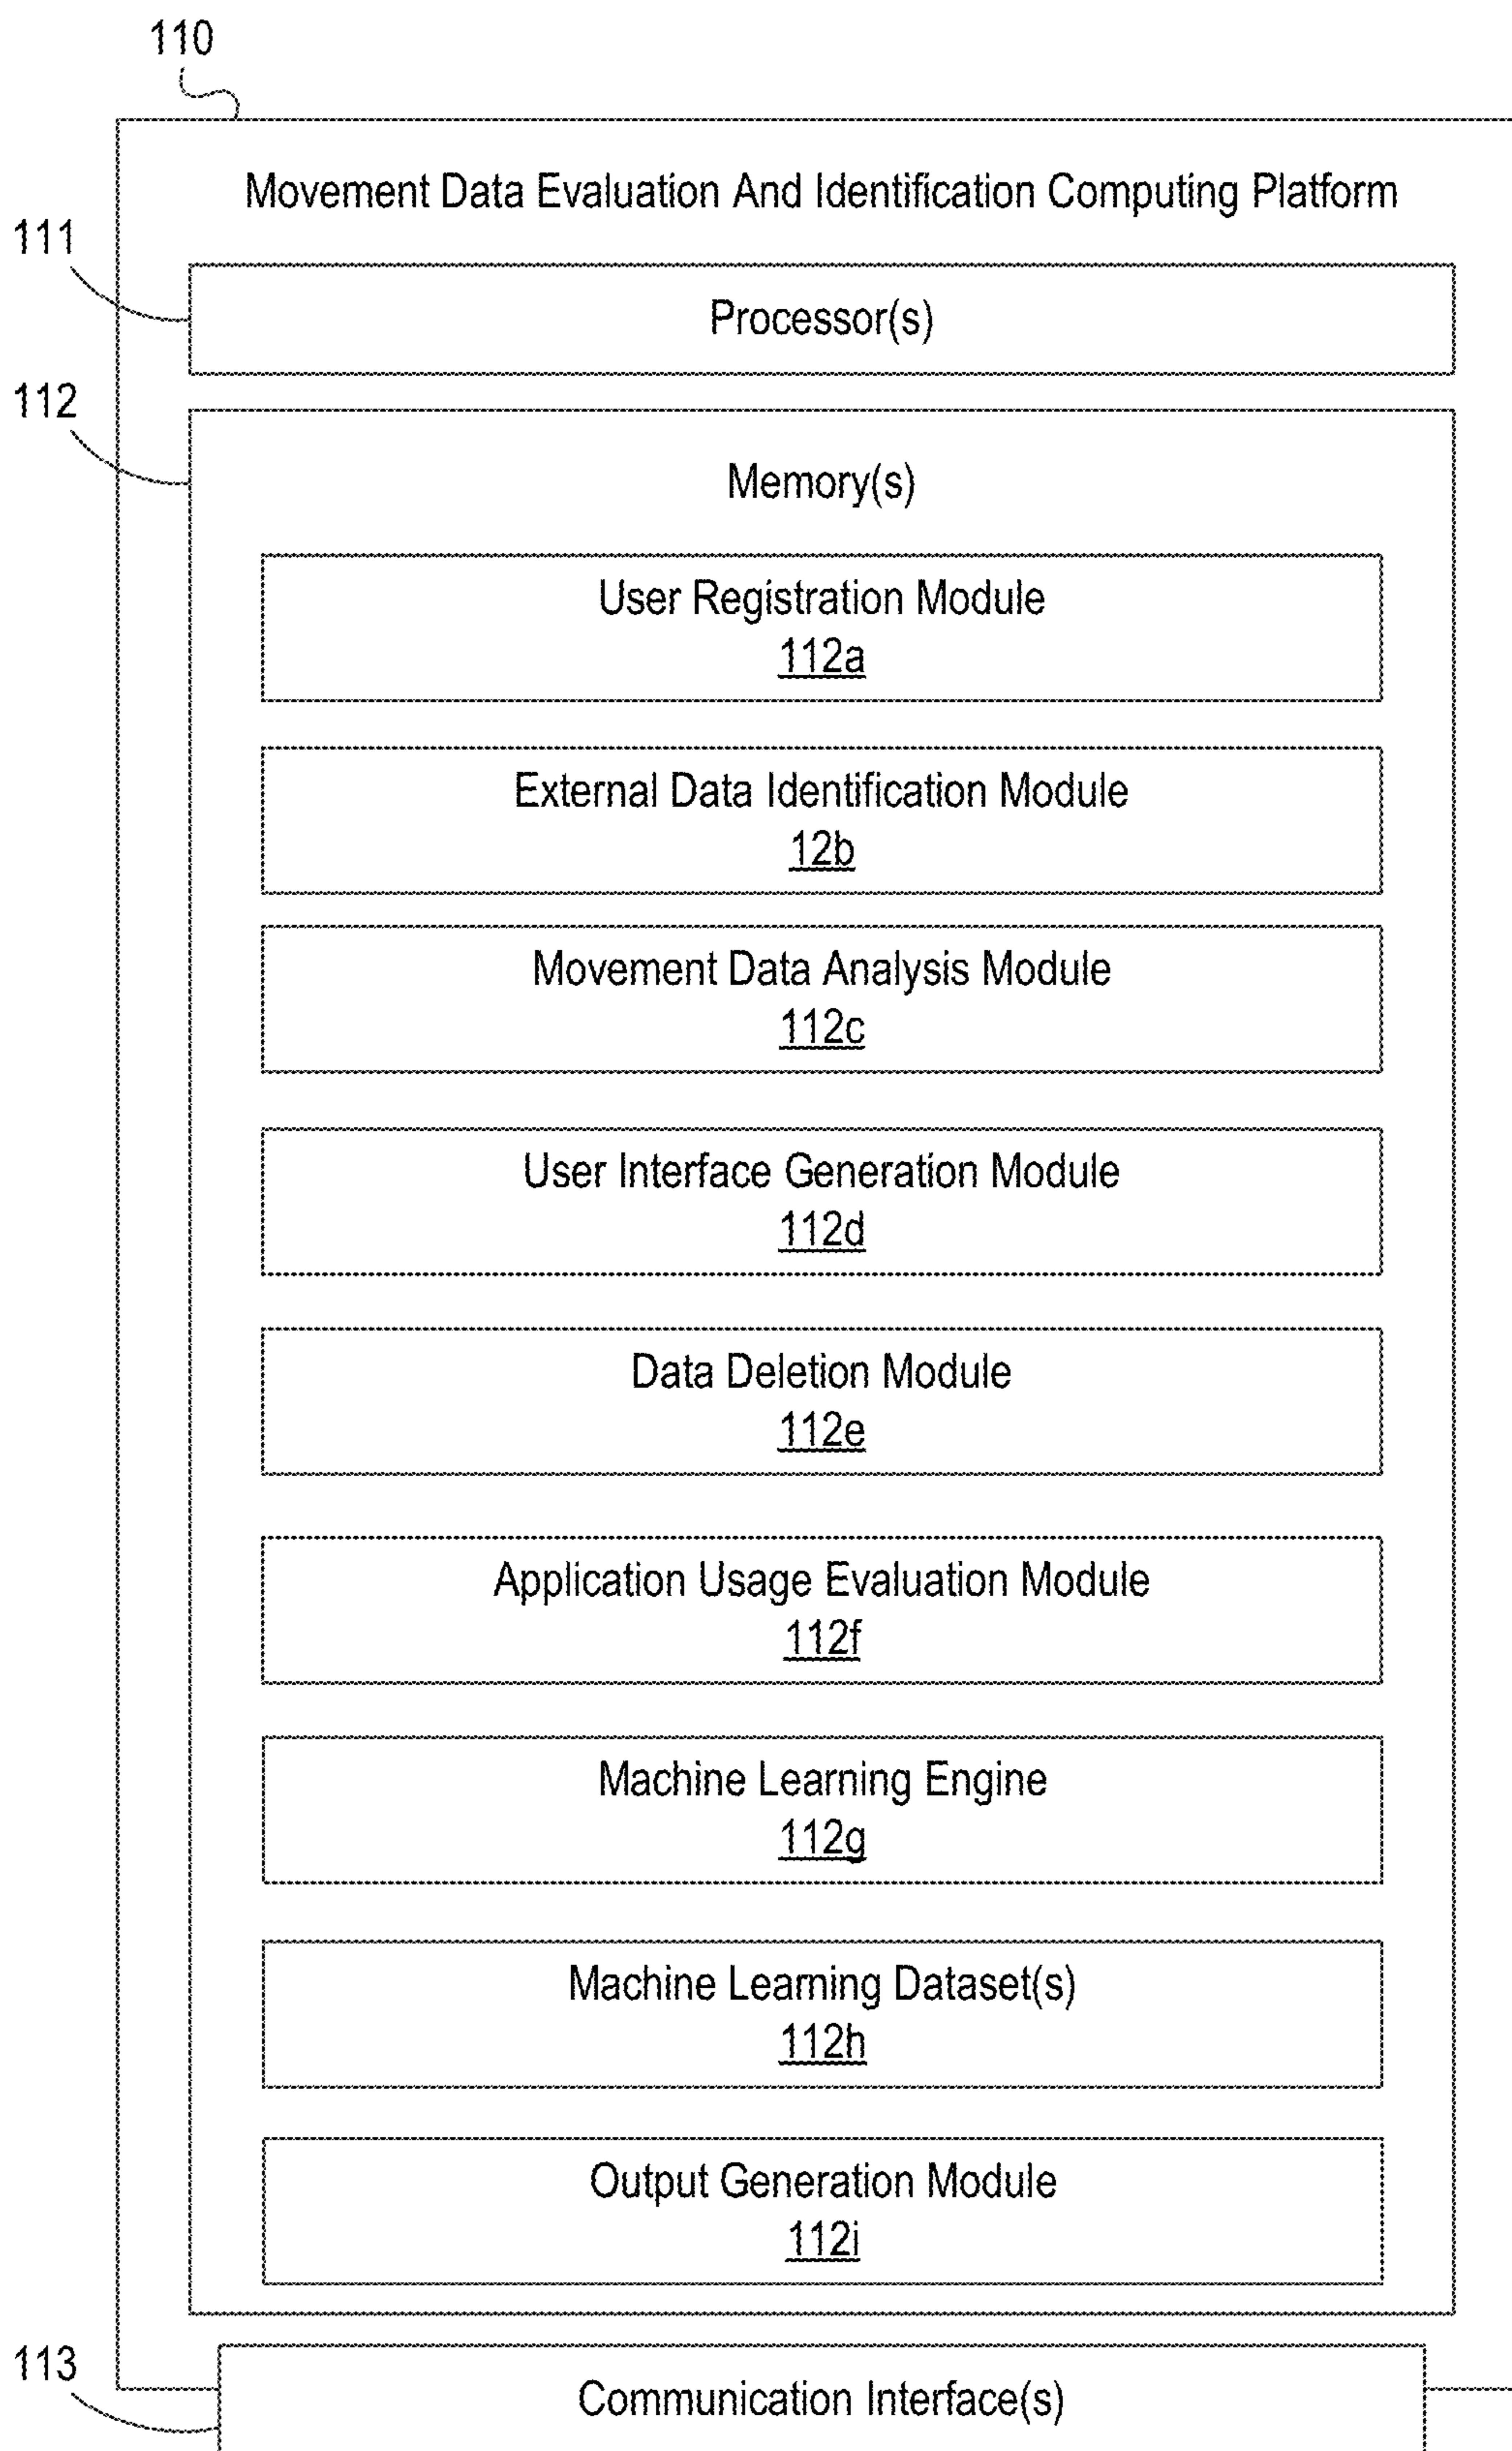 110
Movement Data Evaluation And Identification Computing Platform
111
Processor(s)
112
Memory(s)
User Registration Module
112a
External Data Identification Module
12b
Movement Data Analysis Module
112c
User Interface Generation Module
112d
Data Deletion Module
112e
Application Usage Evaluation Module
112f
Machine Learning Engine
112g
Machine Learning Dataset(s)
112h
Output Generation Module
112i
113
Communication Interface(s)